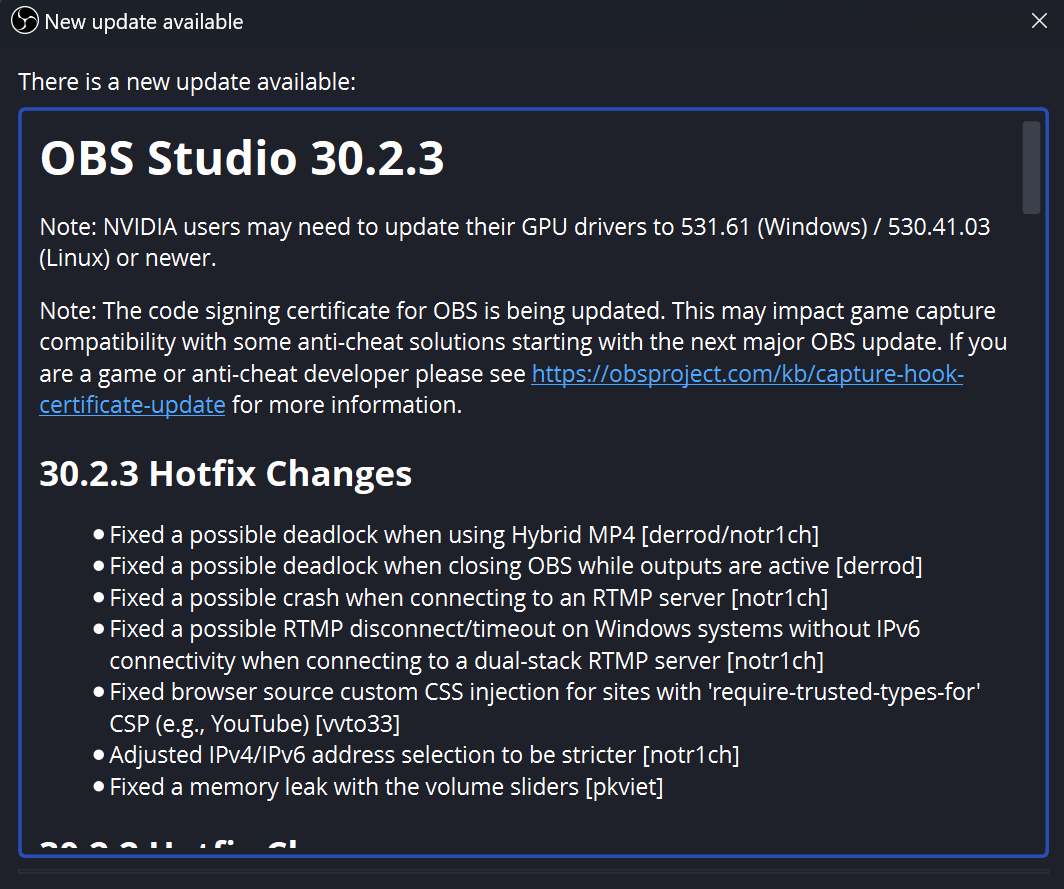 New update available
There is a new update available:
OBS Studio 30.2.3
Note: NVIDIA users may need to update their GPU drivers to 531.61 (Windows) / 530.41.03
(Linux) or newer.
Note: The code signing certificate for OBS is being updated. This may impact game capture
compatibility with some anti-cheat solutions starting with the next major OBS update. If you
are a game or anti-cheat developer please see https://obsproject.com/kb/capture-hook-
certificate-update for more information.
30.2.3 Hotfix Changes
●Fixed a possible deadlock when using Hybrid MP4 [derrod/notr1ch]
●Fixed a possible deadlock when closing OBS while outputs are active [derrod]
●Fixed a possible crash when connecting to an RTMP server [notr1ch]
●Fixed a possible RTMP disconnect/timeout on Windows systems without IPv6
connectivity when connecting to a dual-stack RTMP server [notr1ch]
●Fixed browser source custom CSS injection for sites with 'require-trusted-types-for'
CSP (e.g., YouTube) [vvto33]
●Adjusted IPv4/IPv6 address selection to be stricter [notr1ch]
●Fixed a memory leak with the volume sliders [pkviet]